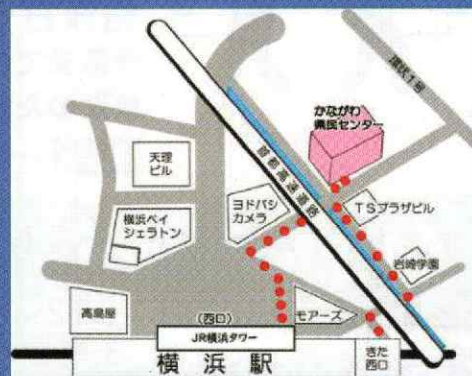 環状1号
かながわ
県民センター
天理
ビル
首都高速道路
ヨドバシ
カメラ
TSプラザビル
横浜ベイ
シェラトン
岩崎学園
高島屋
(西口)
モアーズ
JR横浜タワー
きた
西口
横浜駅